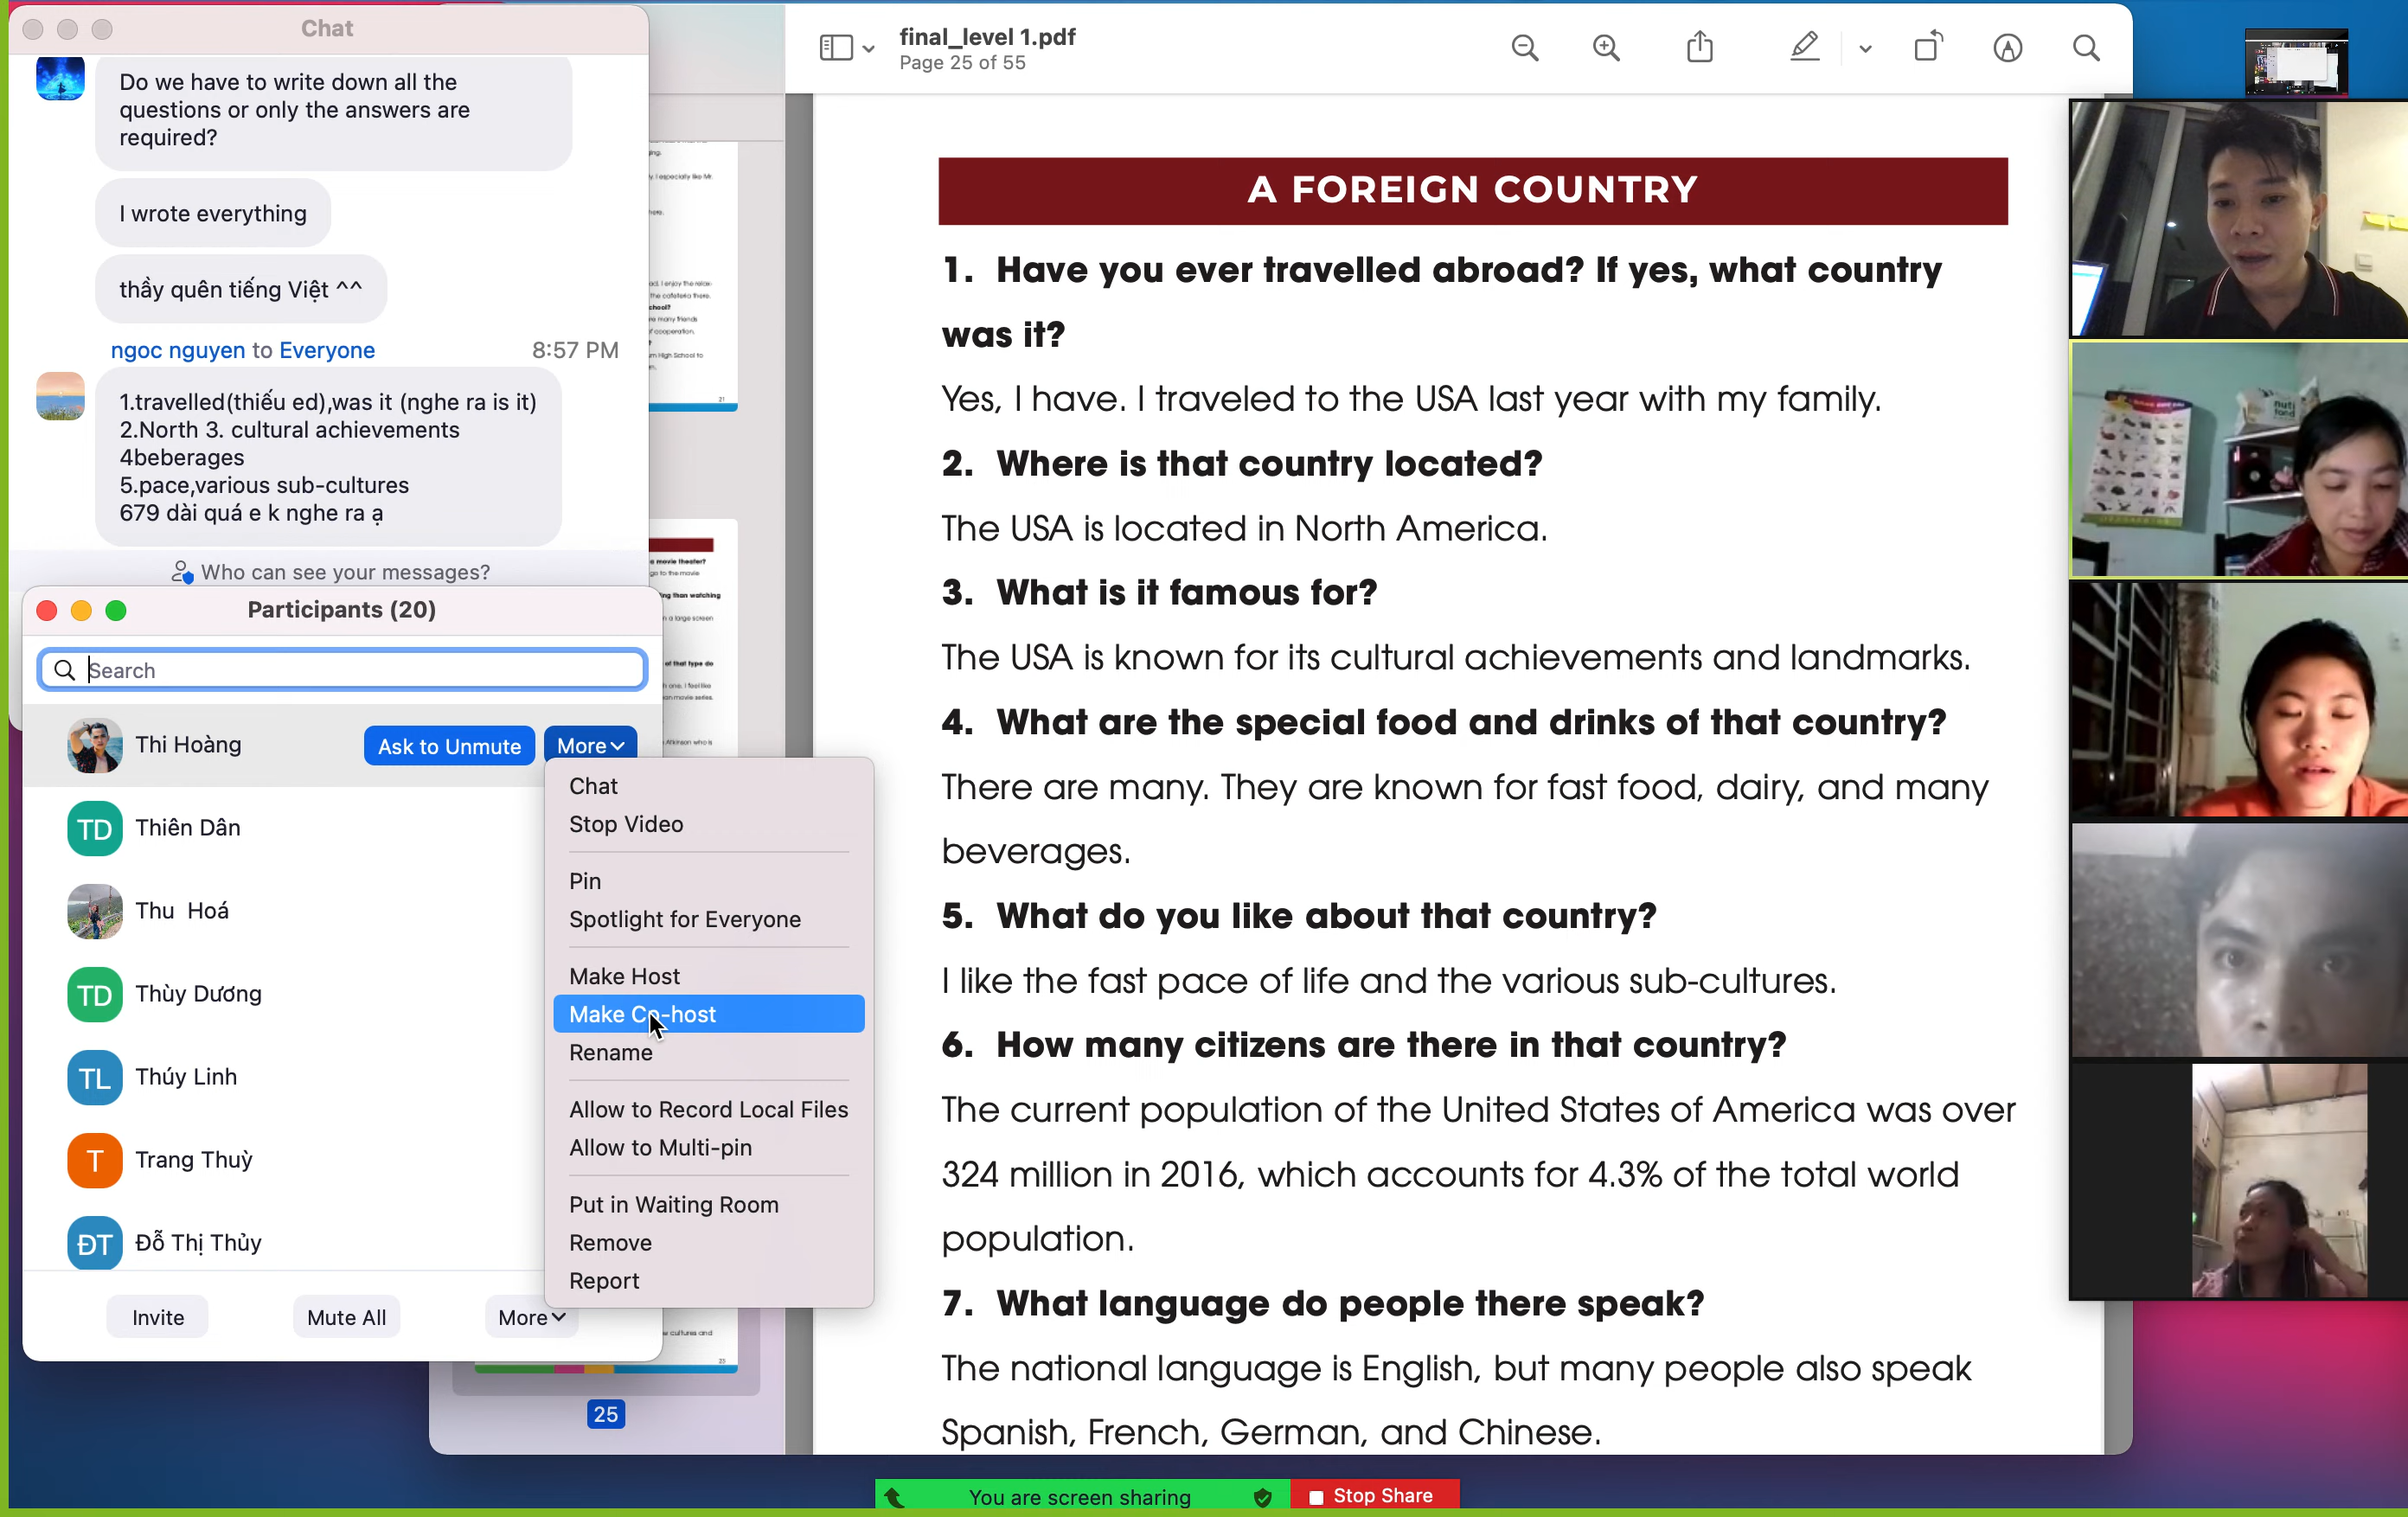 Chat
Do we have to write down all the
questions or only the answers are
required?
I wrote everything
thầy quên tiếng Việt ^^
ngoc nguyen to Everyone 8:57 PM
1.travelled(thiếu ed),was it (nghe ra is it)
2.North 3. cultural achievements
4beberages
5.pace,various sub-cultures
679 dài quá e k nghe ra ạ
Who can see your messages?
Participants (20)
Search
Thi Hoàng Ask to Unmute More
Thiên Dân
Thu Hoá
TD Thùy Dương
TD
TL Thúy Linh
T Trang Thuỳ
ĐT Đỗ Thị Thủy
Invite Mute All More
Chat
Stop Video
Pin
Spotlight for Everyone
Make Host
Make Co-host
Rename
Allow to Record Local Files
Allow to Multi-pin
Put in Waiting Room
Remove
Report
25
final_level 1.pdf
Page 25 of 55
A FOREIGN COUNTRY
1. Have you ever travelled abroad? If yes, what country
was it?
Yes, I have. I traveled to the USA last year with my family.
2. Where is that country located?
The USA is located in North America.
3. What is it famous for?
The USA is known for its cultural achievements and landmarks.
4. What are the special food and drinks of that country?
There are many. They are known for fast food, dairy, and many
beverages.
5. What do you like about that country?
I like the fast pace of life and the various sub-cultures.
6. How many citizens are there in that country?
The current population of the United States of America was over
324 million in 2016, which accounts for 4.3% of the total world
population.
7. What language do people there speak?
The national language is English, but many people also speak
Spanish, French, German, and Chinese.
You are screen sharing Stop Share